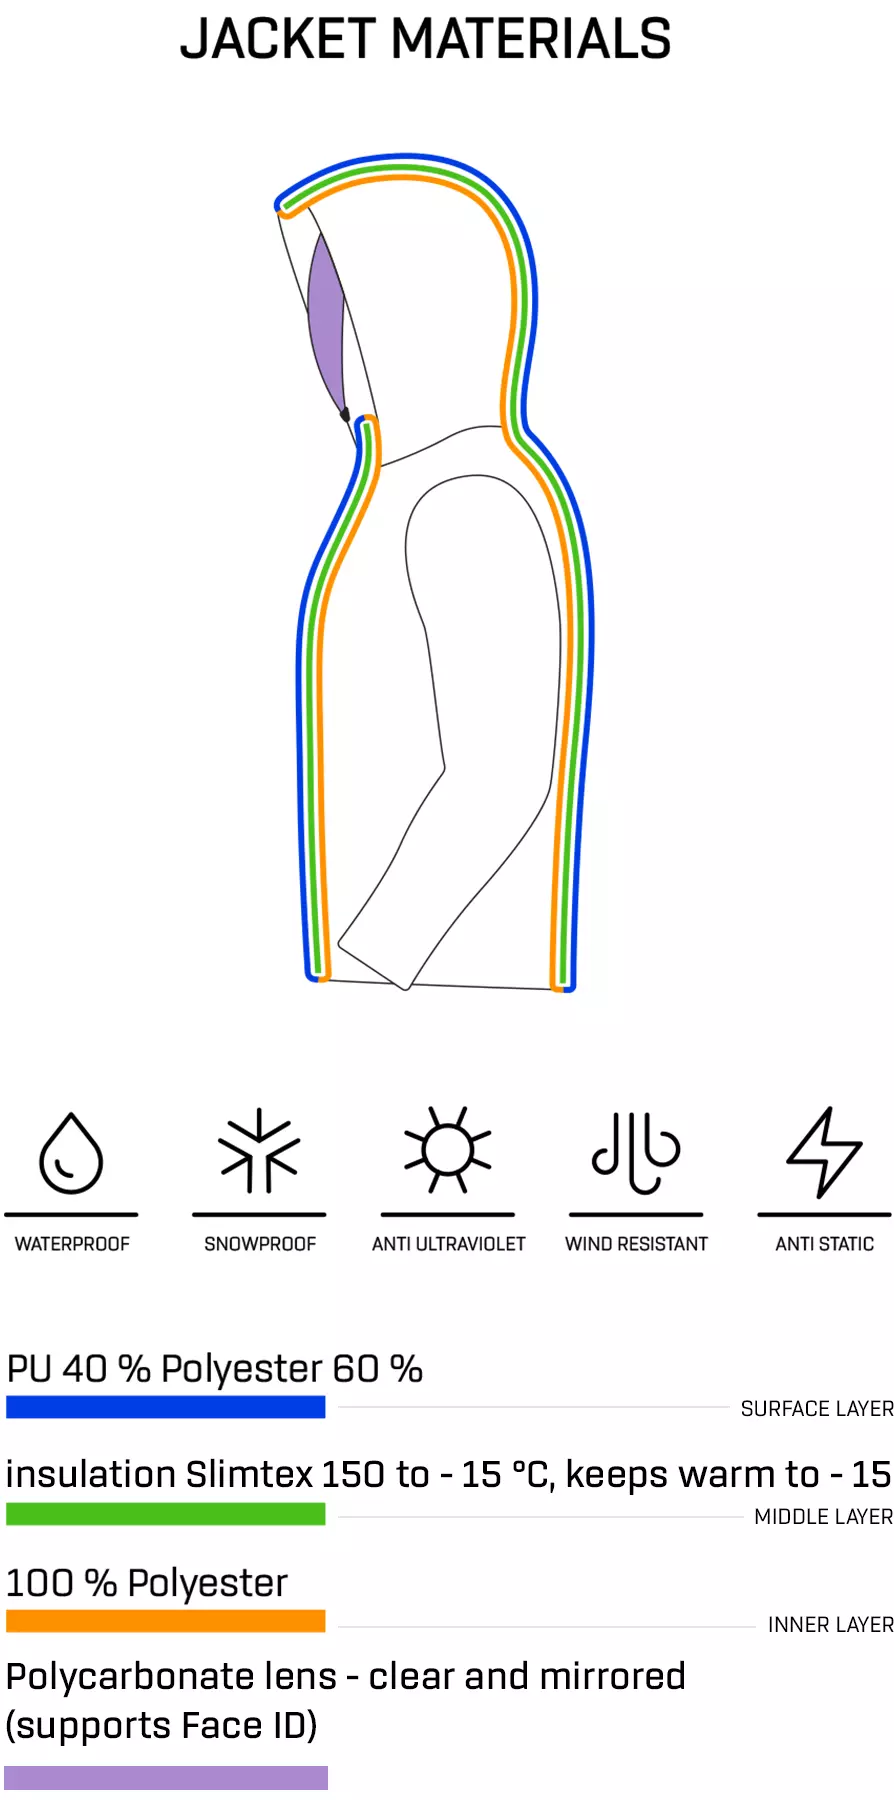 JACKET MATERIALS
WATERPROOF
SNOWPROOF
ANTI ULTRAVIOLET
WIND RESISTANT
ANTI STATIC
PU 40 % Polyester 60 %
SURFACE LAYER
insulation Slimtex 150 to - 15 °C, keeps warm to - 15
MIDDLE LAYER
100 % Polyester
INNER LAYER
Polycarbonate lens - clear and mirrored
(supports Face ID)